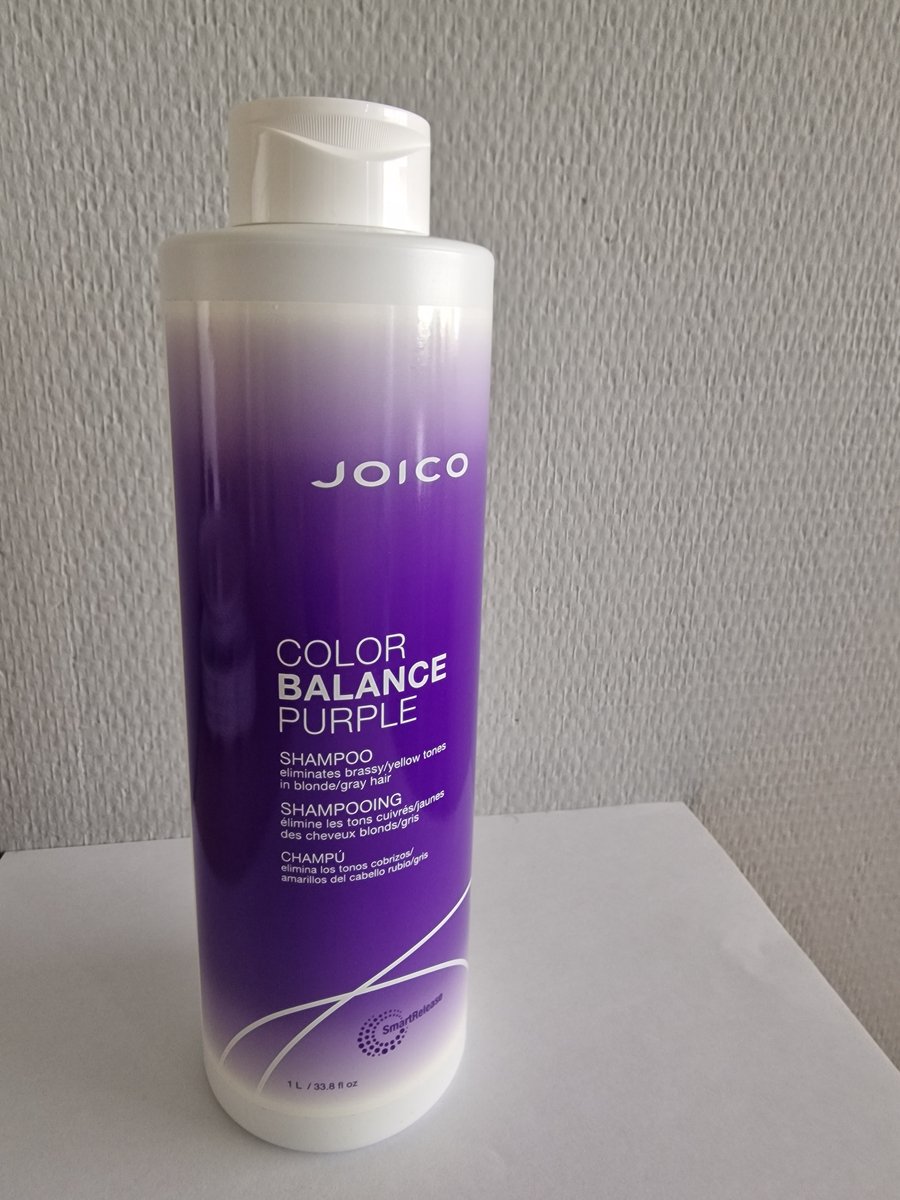 JOICO
COLOR
BALANCE
PURPLE
SHAMPOO
eliminates brassy/yellow tones
in blonde/gray hair
SHAMPOOING
élimine les tons cuivrés/jaunes
des cheveux blonds/gris
CHAMPÚ
elimina los tonos cobrizos/
amarillos del cabello rubio/gris
SmartRelease
1 L / 33.8 fl oz